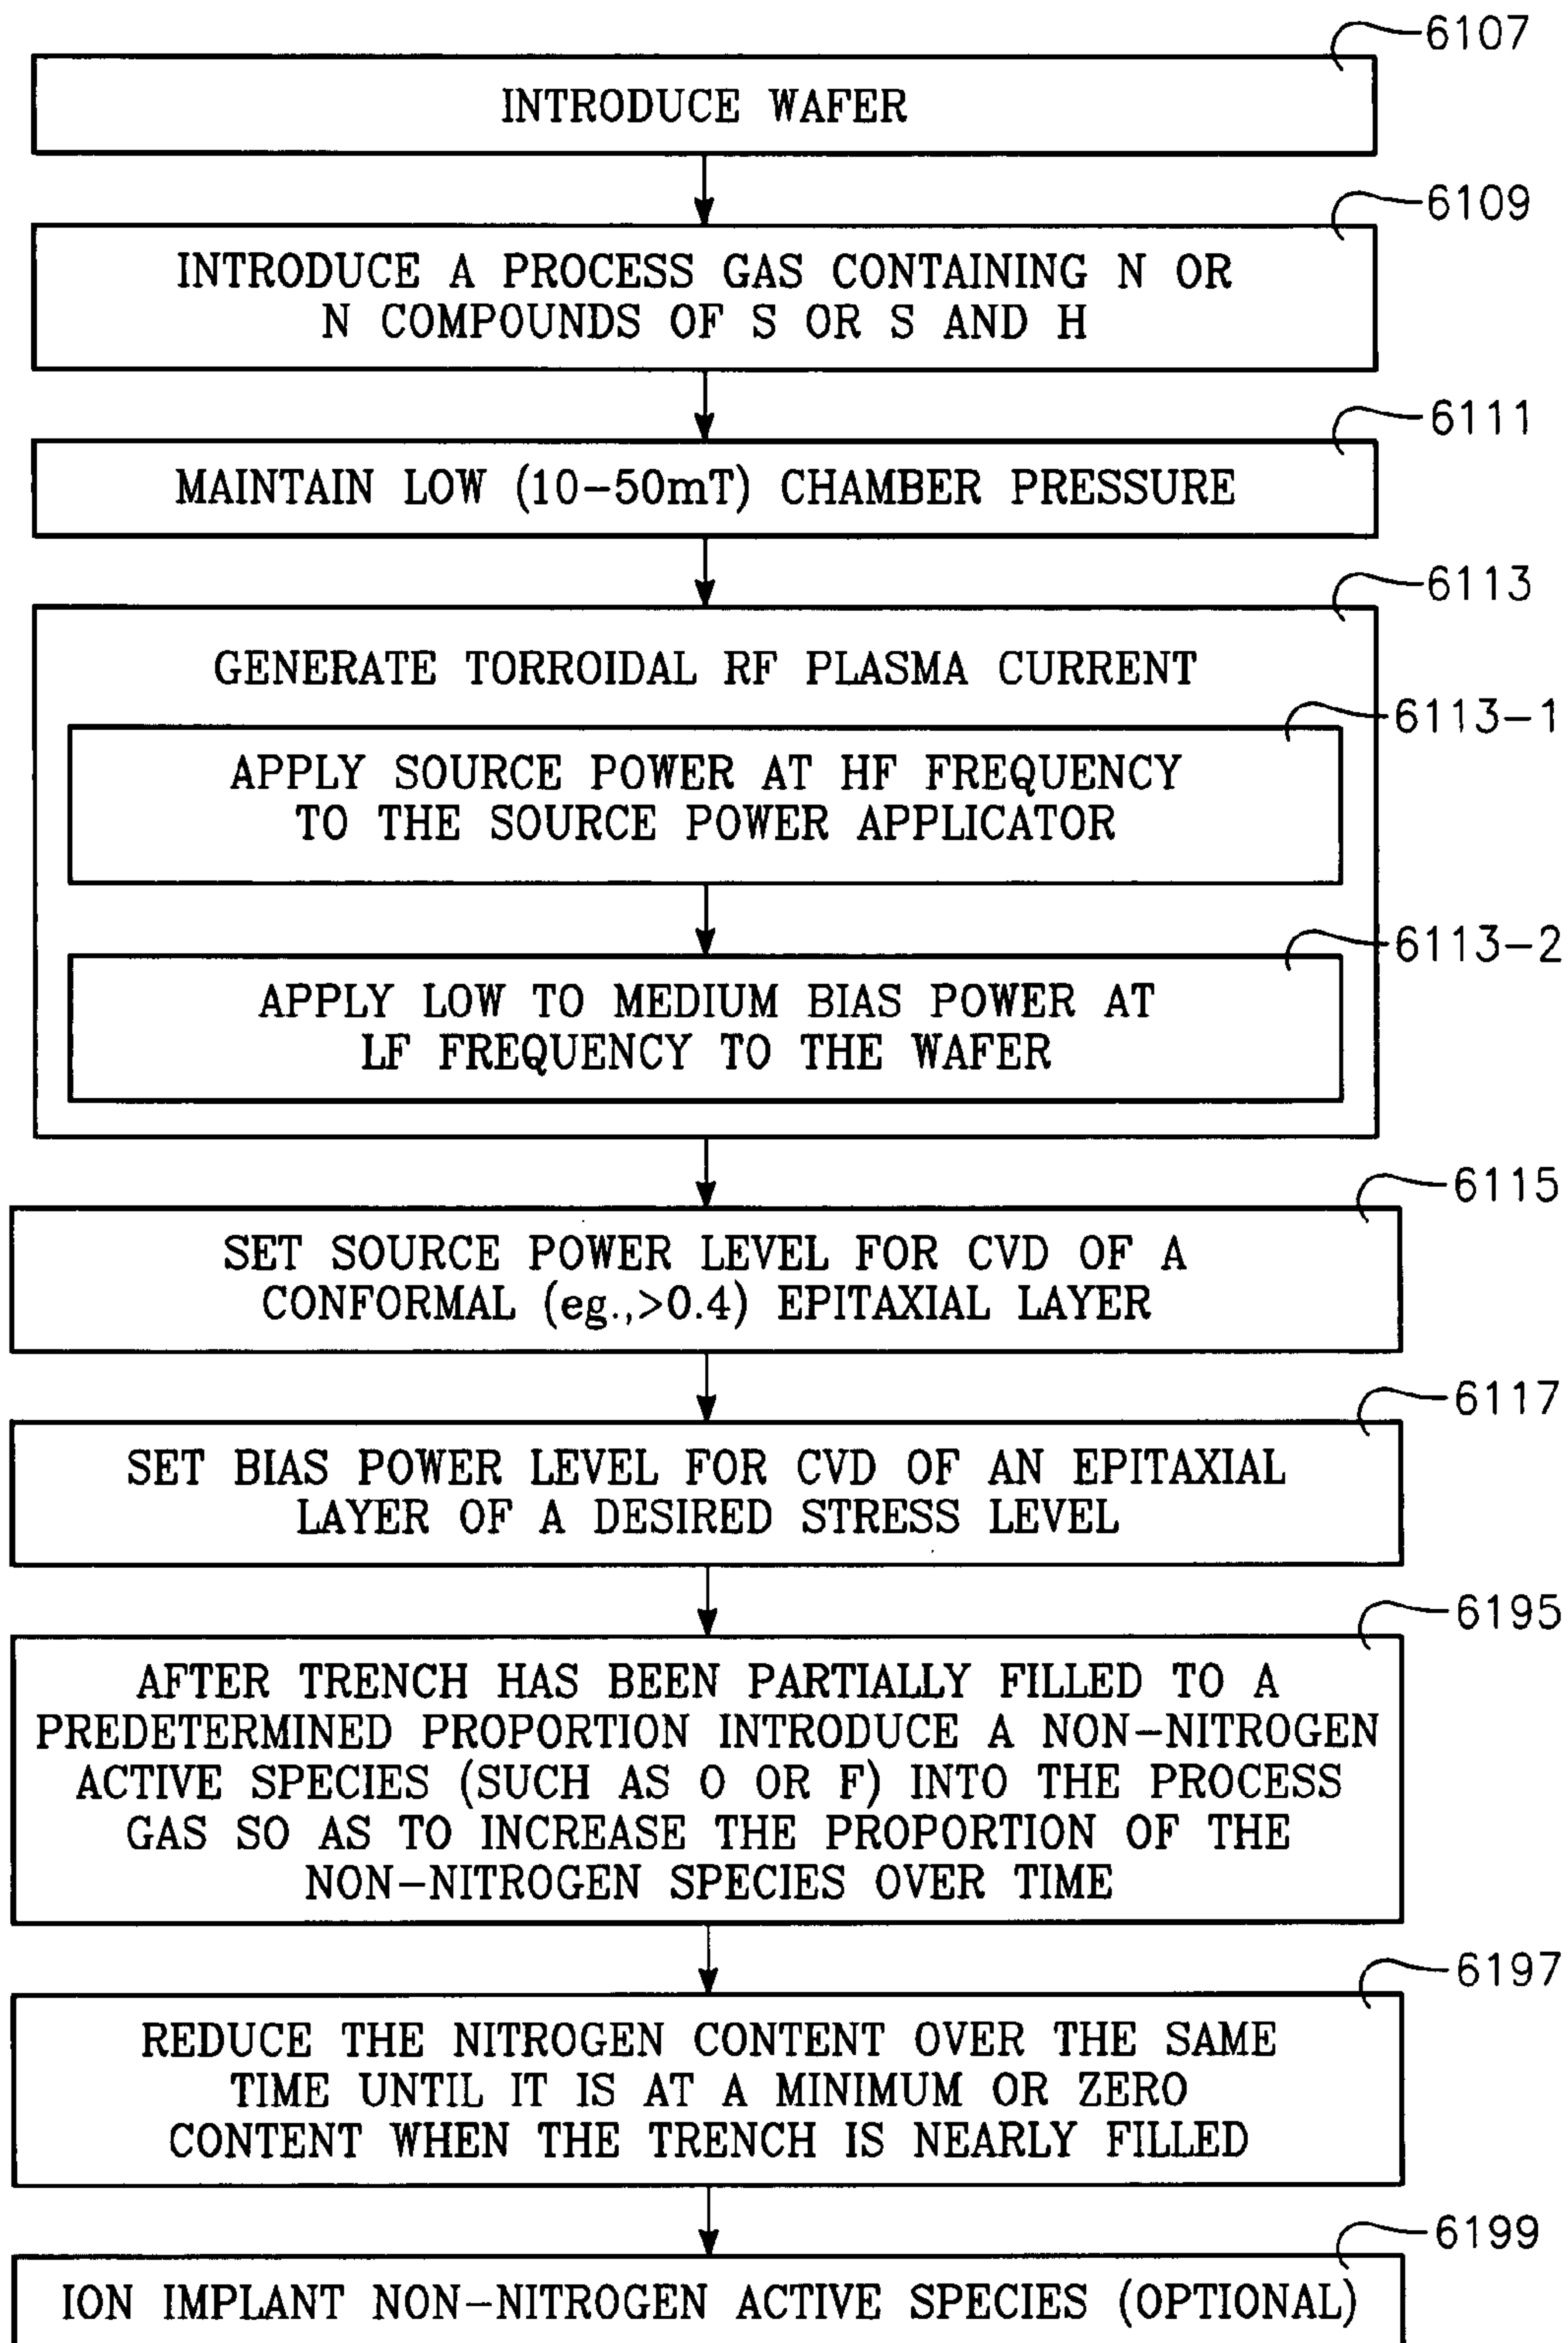 6107
INTRODUCE WAFER
6109
INTRODUCE A PROCESS GAS CONTAINING N OR
N COMPOUNDS OF S OR S AND H
6111
MAINTAIN LOW (10-50mT) CHAMBER PRESSURE
6113
GENERATE TORROIDAL RF PLASMA CURRENT
6113-1
APPLY SOURCE POWER AT HF FREQUENCY
TO THE SOURCE POWER APPLICATOR
6113-2
APPLY LOW TO MEDIUM BIAS POWER AT
LF FREQUENCY TO THE WAFER
6115
SET SOURCE POWER LEVEL FOR CVD OF A
CONFORMAL (eg.,>0.4) EPITAXIAL LAYER
6117
SET BIAS POWER LEVEL FOR CVD OF AN EPITAXIAL
LAYER OF A DESIRED STRESS LEVEL
6195
AFTER TRENCH HAS BEEN PARTIALLY FILLED TO A
PREDETERMINED PROPORTION INTRODUCE A NON-NITROGEN
ACTIVE SPECIES (SUCH AS O OR F) INTO THE PROCESS
GAS SO AS TO INCREASE THE PROPORTION OF THE
NON-NITROGEN SPECIES OVER TIME
6197
REDUCE THE NITROGEN CONTENT OVER THE SAME
TIME UNTIL IT IS AT A MINIMUM OR ZERO
CONTENT WHEN THE TRENCH IS NEARLY FILLED
6199
ION IMPLANT NON-NITROGEN ACTIVE SPECIES (OPTIONAL)